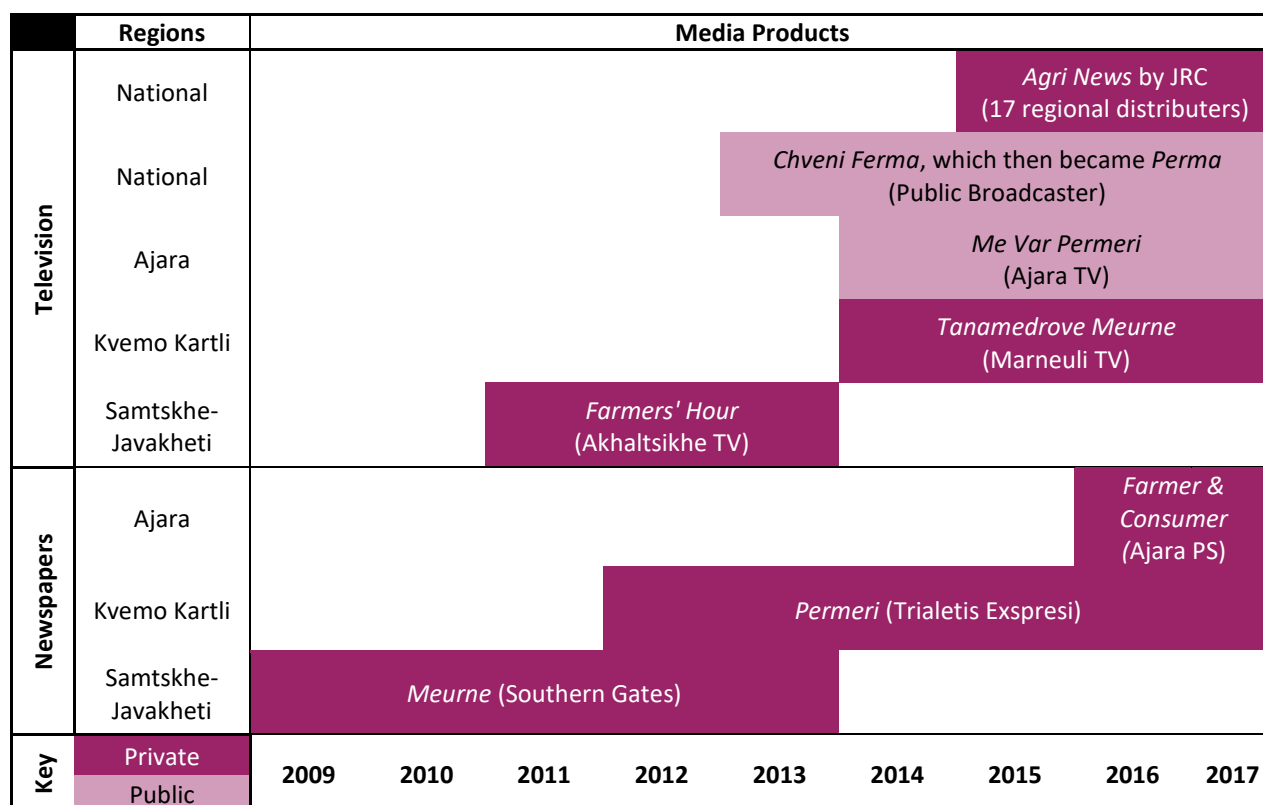 Regions
Media Products
Television
National
Agri News by JRC
(17 regional distributers)
National
Chveni Ferma, which then became Perma
(Public Broadcaster)
Ajara
Me Var Permeri
(Ajara TV)
Kvemo Kartli
Tanamedrove Meurne
(Marneuli TV)
Samtskhe-
Javakheti
Farmers' Hour
(Akhaltsikhe TV)
Newspapers
Ajara
Farmer &
Consumer
(Ajara PS)
Kvemo Kartli
Permeri (Trialetis Exspresi)
Samtskhe-
Javakheti
Meurne (Southern Gates)
Key
Private
Public
2009 2010 2011 2012 2013 2014 2015 2016 2017